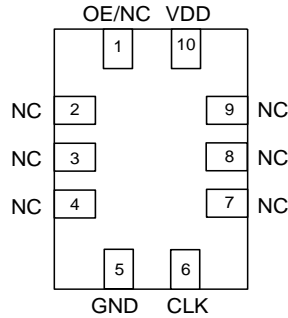 OE/NC VDD
1 10
NC 2 9 NC
NC 3 8 NC
NC 4 7 NC
5 6
GND CLK